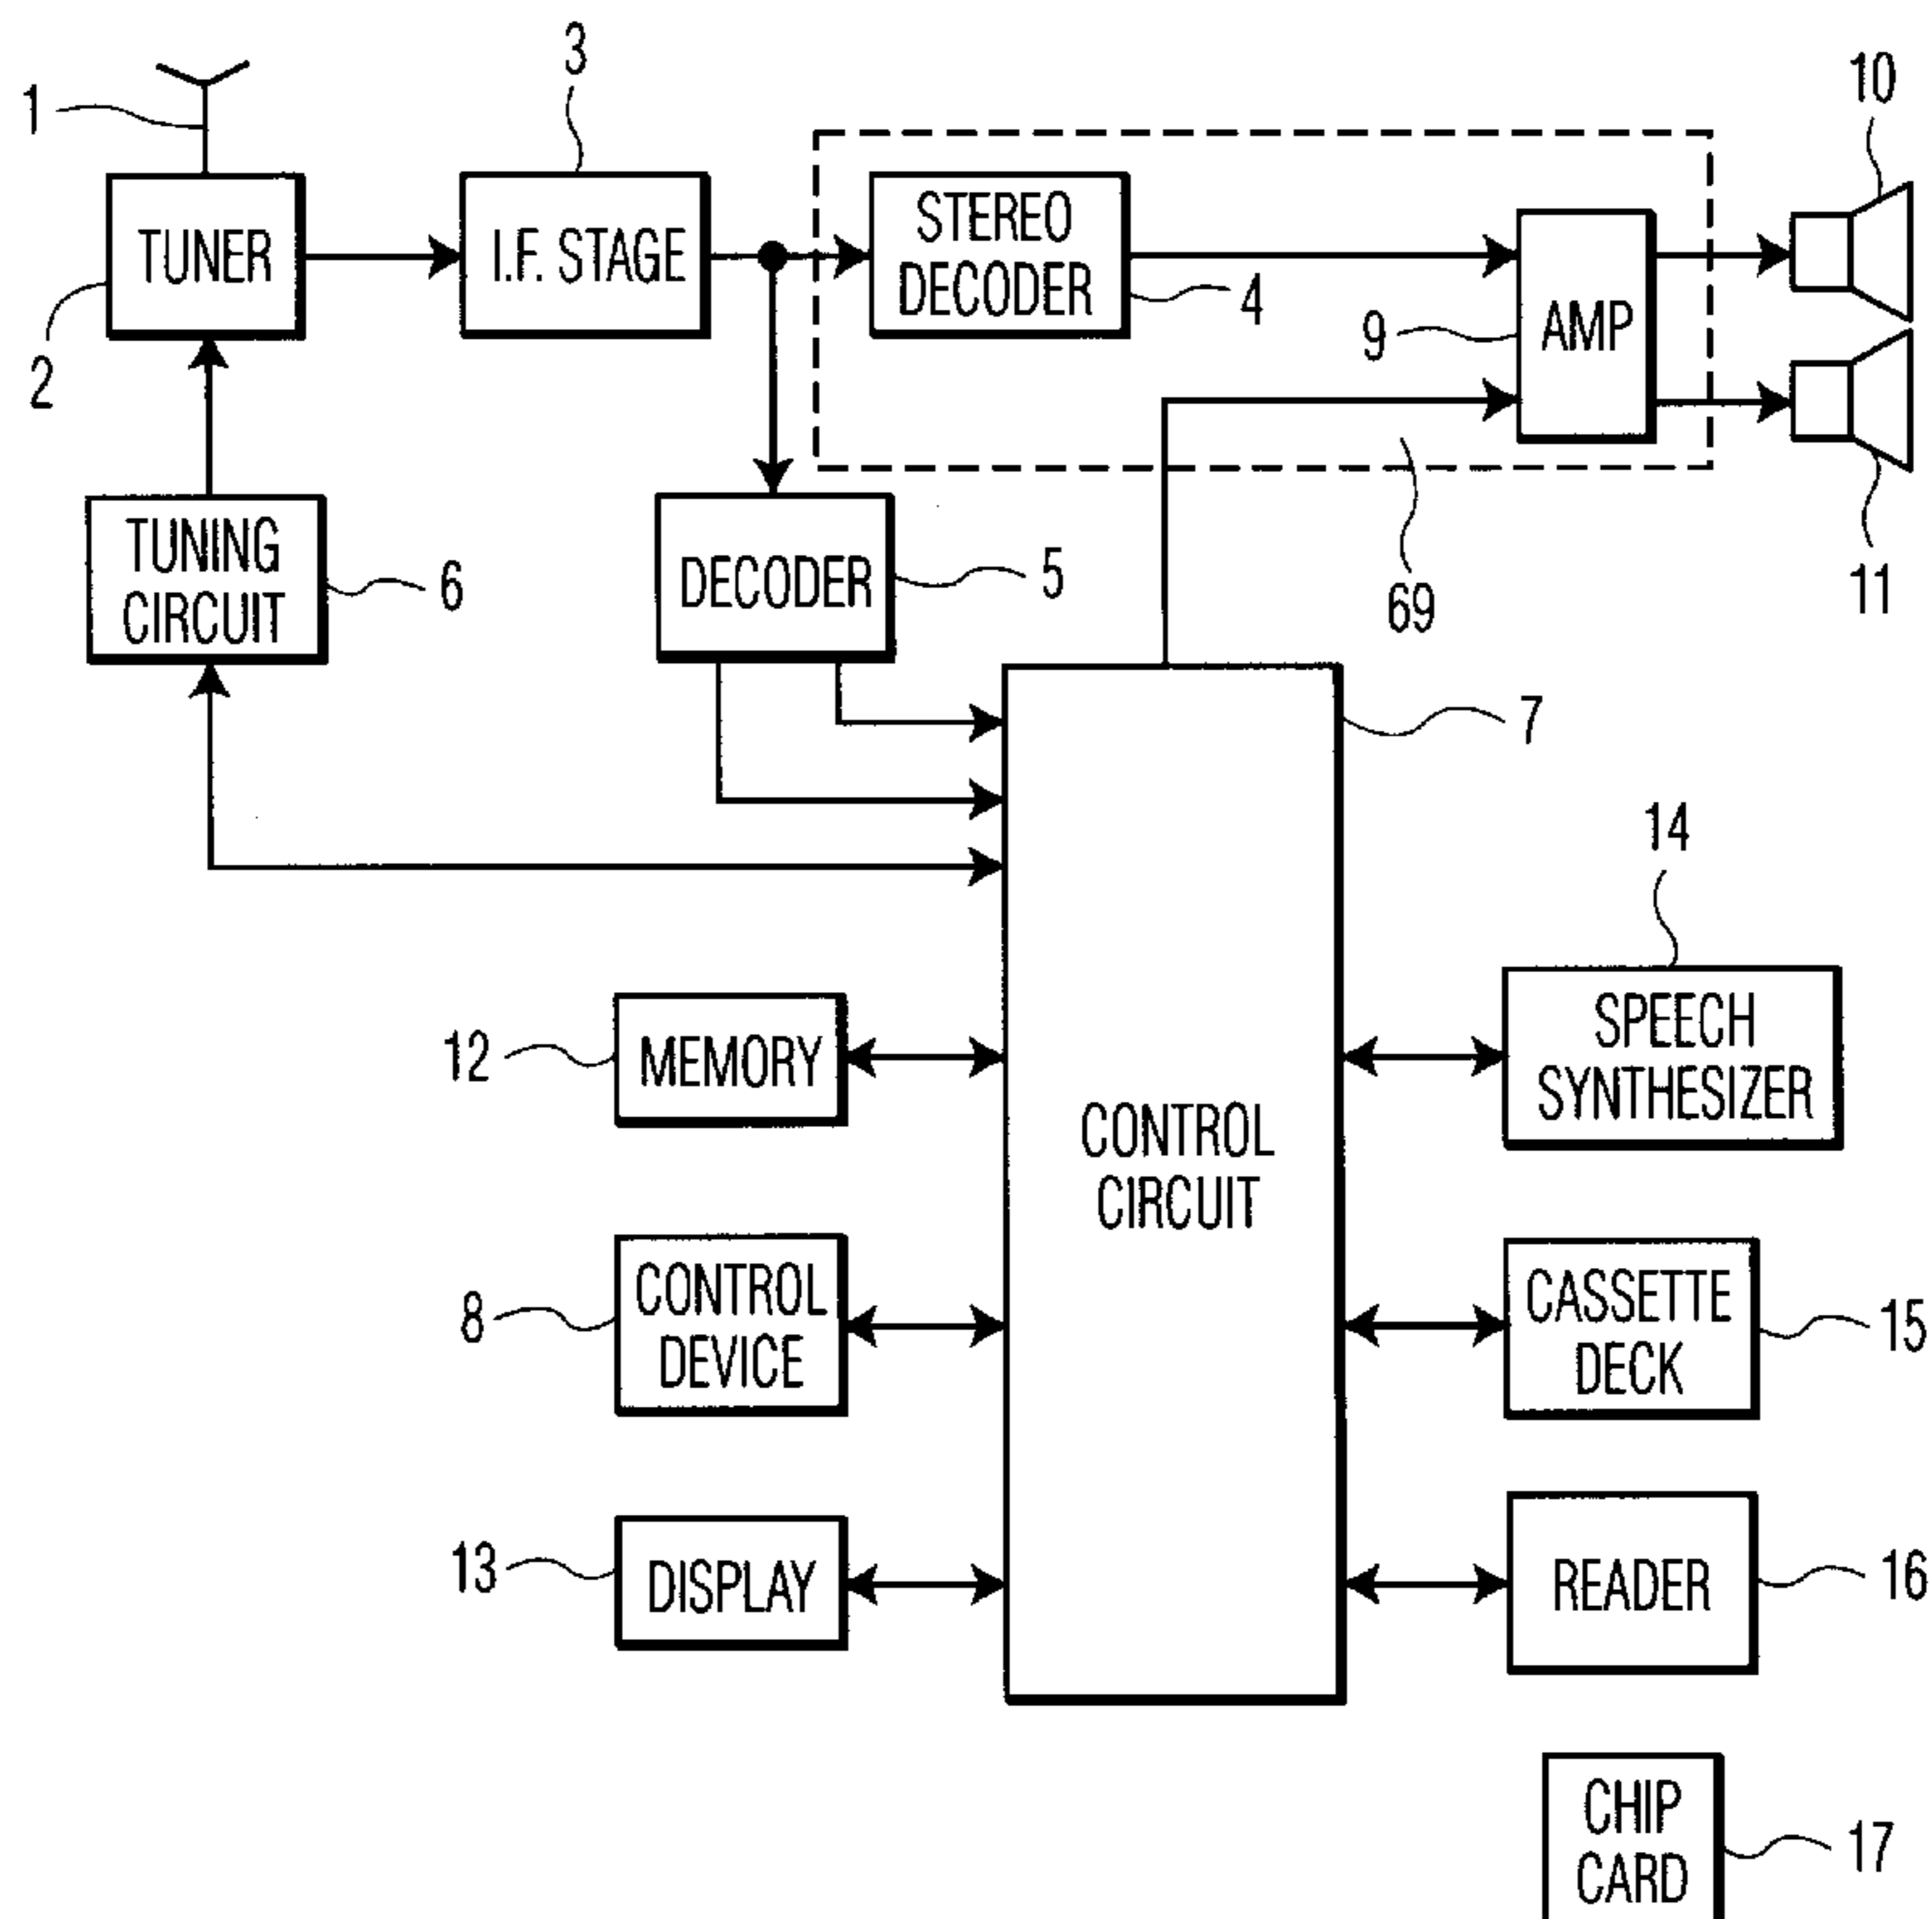 3
10
1
STEREO
DECODER
TUNER
I.F. STAGE
4
9
AMP
2
TUNING
CIRCUIT
6
DECODER
5
69
11
7
14
12
MEMORY
SPEECH
SYNTHESIZER
CONTROL
CIRCUIT
8
CONTROL
DEVICE
CASSETTE
DECK
15
13
DISPLAY
READER
16
CHIP
CARD
17